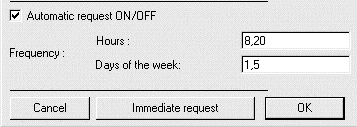 Automatic request ON/OFF
Frequency :
Hours :
8,20
Days of the week:
1,5
Cancel
Immediate request
OK